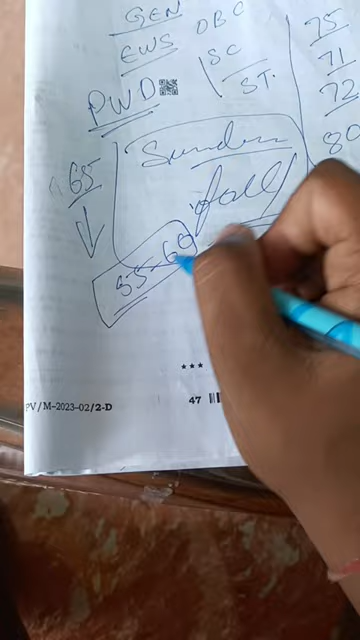 GEN
OBC
EWS
SC
ST.
PWD
75
71
72
80
65
Sudden
fall
55-60
***
PV/M-2023-02/2-D
47